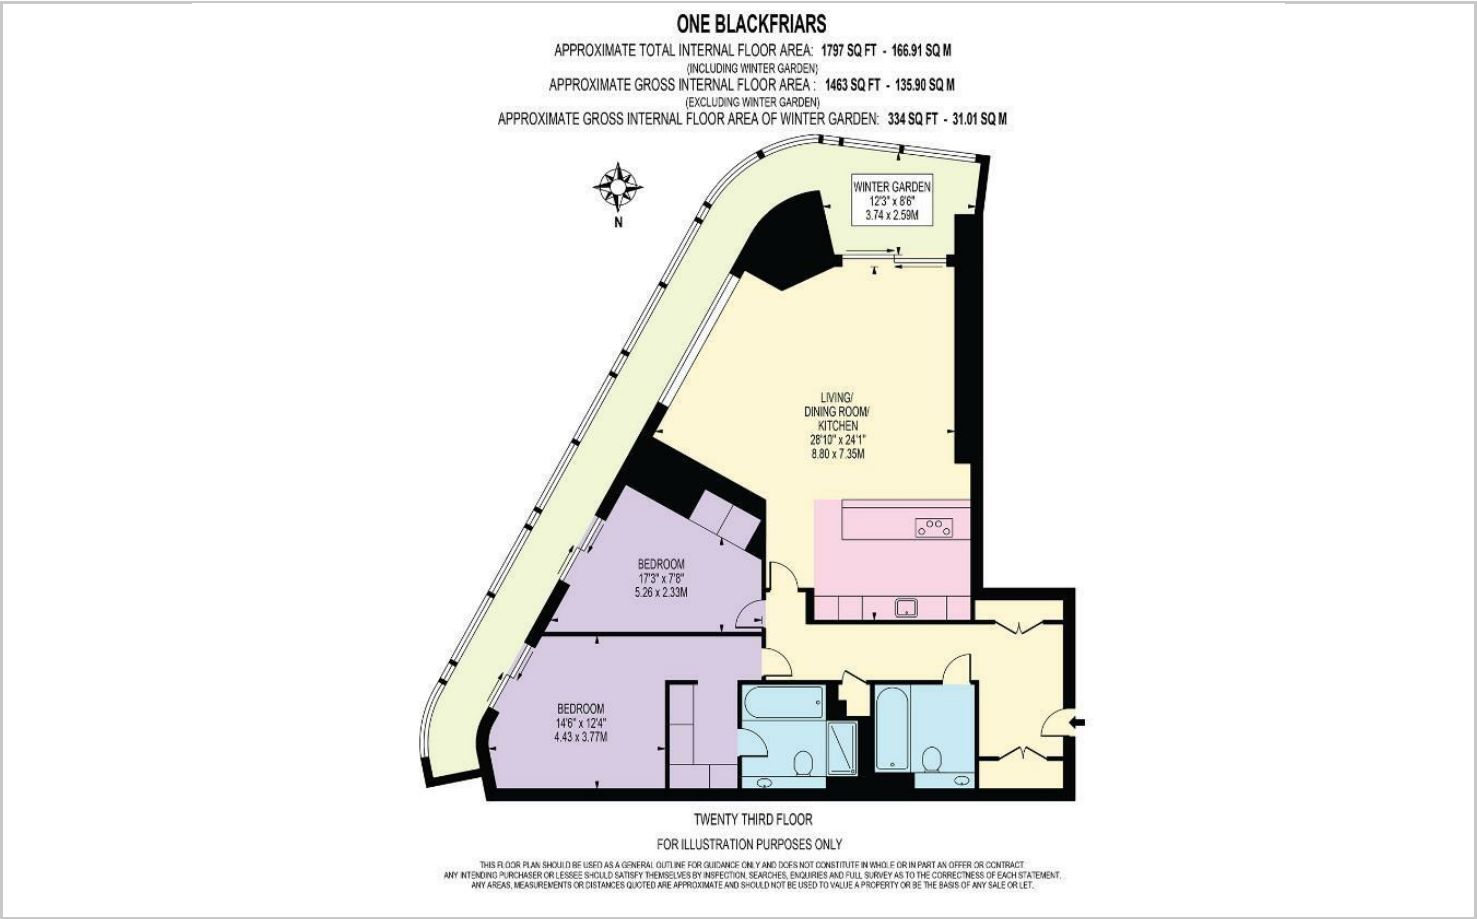 ONE BLACKFRIARS
APPROXIMATE TOTAL INTERNAL FLOOR AREA: 1797 SQ FT - 166.91 SQ M
(INCLUDING WINTER GARDEN)
APPROXIMATE GROSS INTERNAL FLOOR AREA : 1463 SQ FT - 135.90 SQ M
(EXCLUDING WINTER GARDEN)
APPROXIMATE GROSS INTERNAL FLOOR AREA OF WINTER GARDEN: 334 SQ FT - 31.01 SQ M
N
WINTER GARDEN
12'3" x 8'6"
3.74 x 2.59M
LIVING/
DINING ROOM/
KITCHEN
28'10" x 24'1"
8.80 x 7.35M
BEDROOM
17'3" x 7'8"
5.26 x 2.33M
BEDROOM
14'6" x 12'4"
4.43 x 3.77M
TWENTY THIRD FLOOR
FOR ILLUSTRATION PURPOSES ONLY
THIS FLOOR PLAN SHOULD BE USED AS A GENERAL OUTLINE FOR GUIDANCE ONLY AND DOES NOT CONSTITUTE IN WHOLE OR IN PART AN OFFER OR CONTRACT.
ANY INTENDING PURCHASER OR LESSEE SHOULD SATISFY THEMSELVES BY INSPECTION, SEARCHES, ENQUIRIES AND FULL SURVEY AS TO THE CORRECTNESS OF EACH STATEMENT.
ANY AREAS, MEASUREMENTS OR DISTANCES QUOTED ARE APPROXIMATE AND SHOULD NOT BE USED TO VALUE A PROPERTY OR BE THE BASIS OF ANY SALE OR LET.